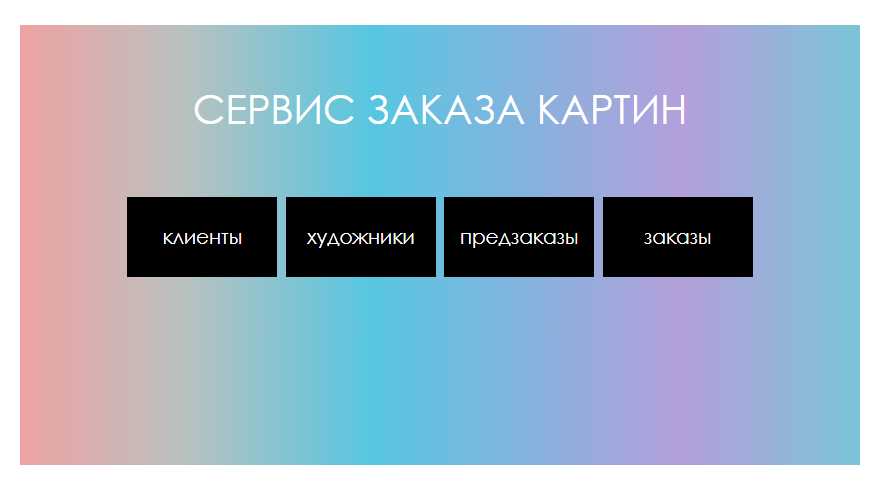 СЕРВИС ЗАКАЗА КАРТИН
клиенты художники предзаказы заказы